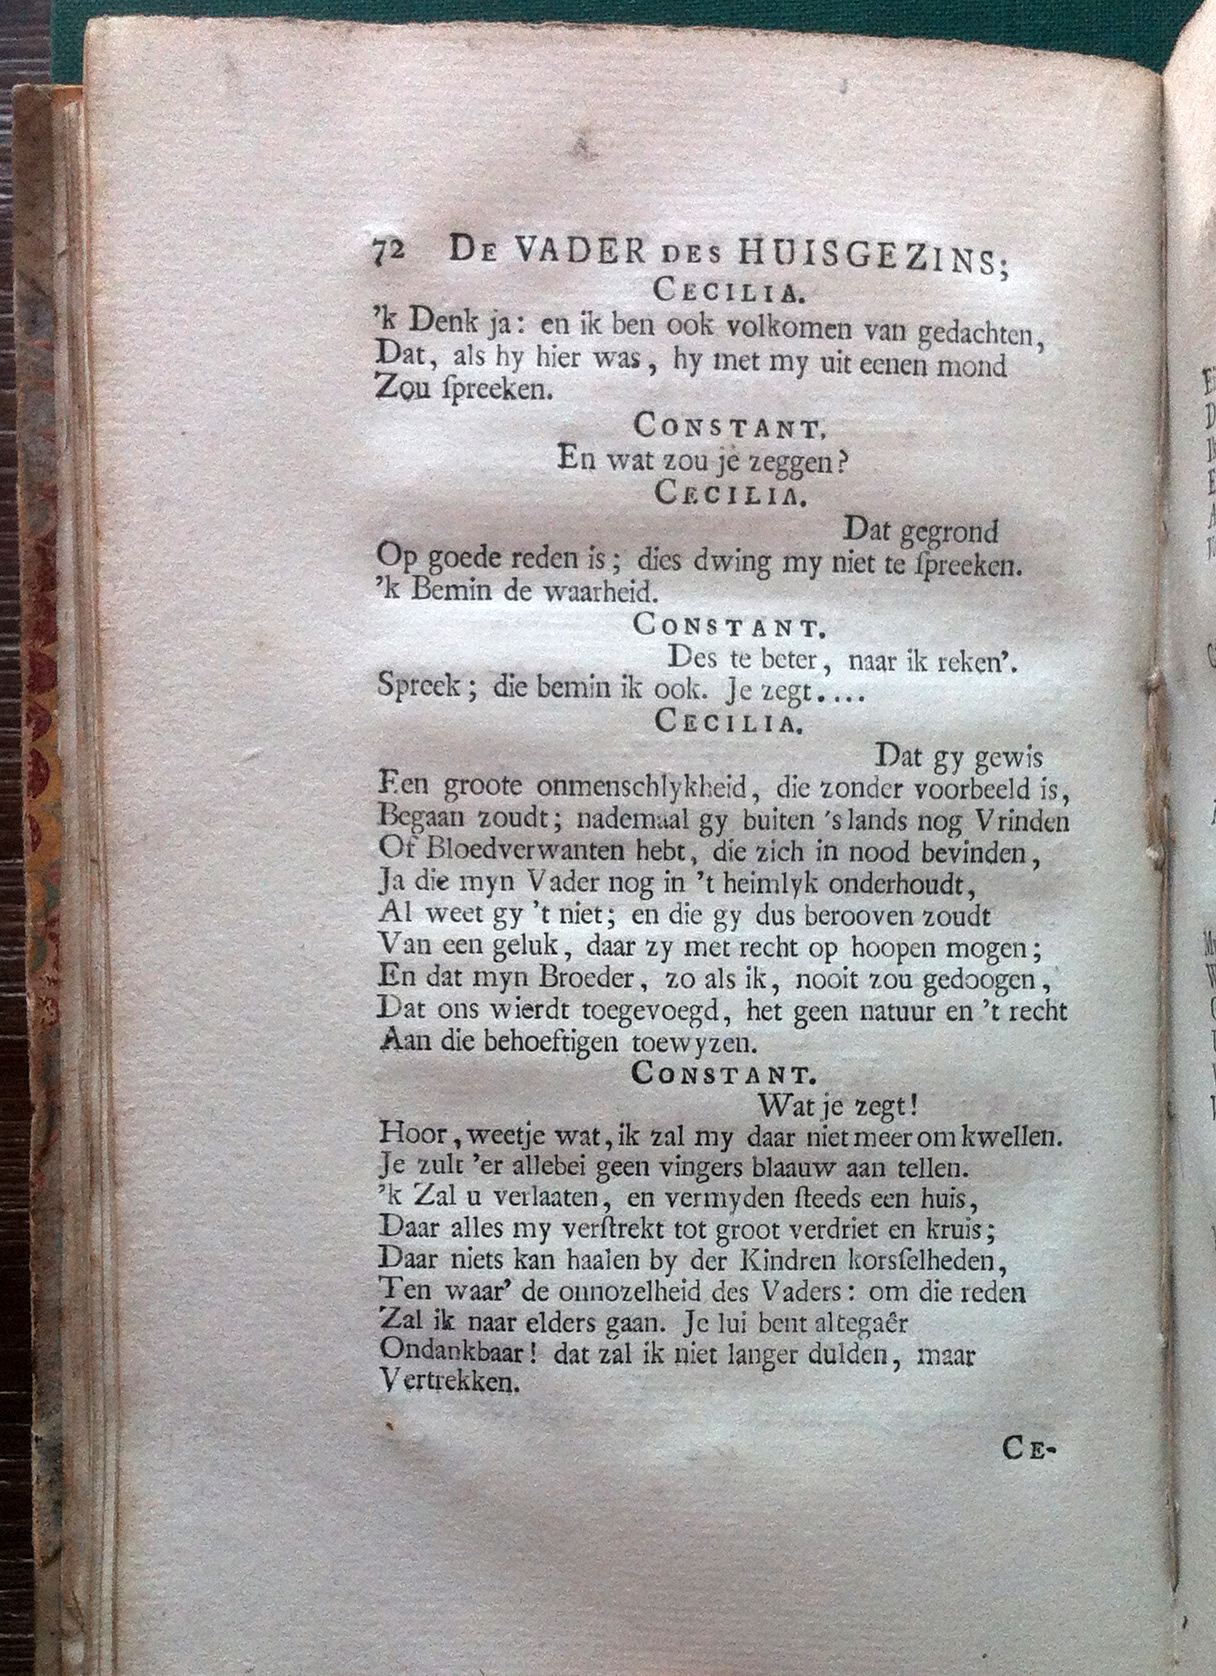 72 DE VADER DES HUISGEZINS;
CECILIA.
'k Denk ja: en ik ben ook volkomen van gedachten,
Dat, als hy hier was, hy met my uit eenen mond
Zou ſpreeken.
CONSTANT.
En wat zou je zeggen?
CECILIA.
Dat gegrond
Op goede reden is; dies dwing my niet te ſpreeken.
'k Bemin de waarheid.
CONSTANT.
Des te beter, naar ik reken'.
Spreek; die bemin ik ook. Je zegt....
CECILIA.
Dat gy gewis
Een groote onmenschlykheid, die zonder voorbeeld is,
Begaan zoudt; nademaal gy buiten 's lands nog Vrinden
Of Bloedverwanten hebt, die zich in nood bevinden,
Ja die myn Vader nog in 't heimlyk onderhoudt,
Al weet gy 't niet; en die gy dus berooven zoudt
Van een geluk, daar zy met recht op hoopen mogen;
En dat myn Broeder, zo als ik, nooit zou gedoogen,
Dat ons wierdt toegevoegd, het geen natuur en 't recht
Aan die behoeftigen toewyzen.
CONSTANT.
Wat je zegt!
Hoor, weetje wat, ik zal my daar niet meer om kwellen.
Je zult 'er allebei geen vingers blaauw aan tellen.
'k Zal u verlaaten, en vermyden ſteeds een huis,
Daar alles my verſtrekt tot groot verdriet en kruis;
Daar niets kan haalen by der Kindren korsſelheden,
Ten waar' de onnozelheid des Vaders: om die reden
Zal ik naar elders gaan. Je lui bent altegaêr
Ondankbaar! dat zal ik niet langer dulden, maar
Vertrekken.
CE-